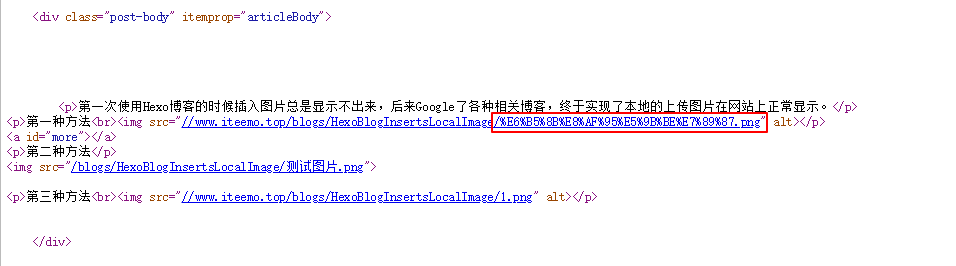 <div class="post-body" itemprop="articleBody">
<p>第一次使用Hexo博客的时候插入图片总是显示不出来，后来Google了各种相关博客，终于实现了本地的上传图片在网站上正常显示。</p>
<p>第一种方法<br><img src="//www.iteemo.top/blogs/HexoBlogInsertsLocalImage/%E6%B5%8B%E8%AF%95%E5%9B%BE%E7%89%87.png" alt></p>
<a id="more"></a>
<p>第二种方法</p>
<img src="/blogs/HexoBlogInsertsLocalImage/测试图片.png">
<p>第三种方法<br><img src="//www.iteemo.top/blogs/HexoBlogInsertsLocalImage/1.png" alt></p>
</div>